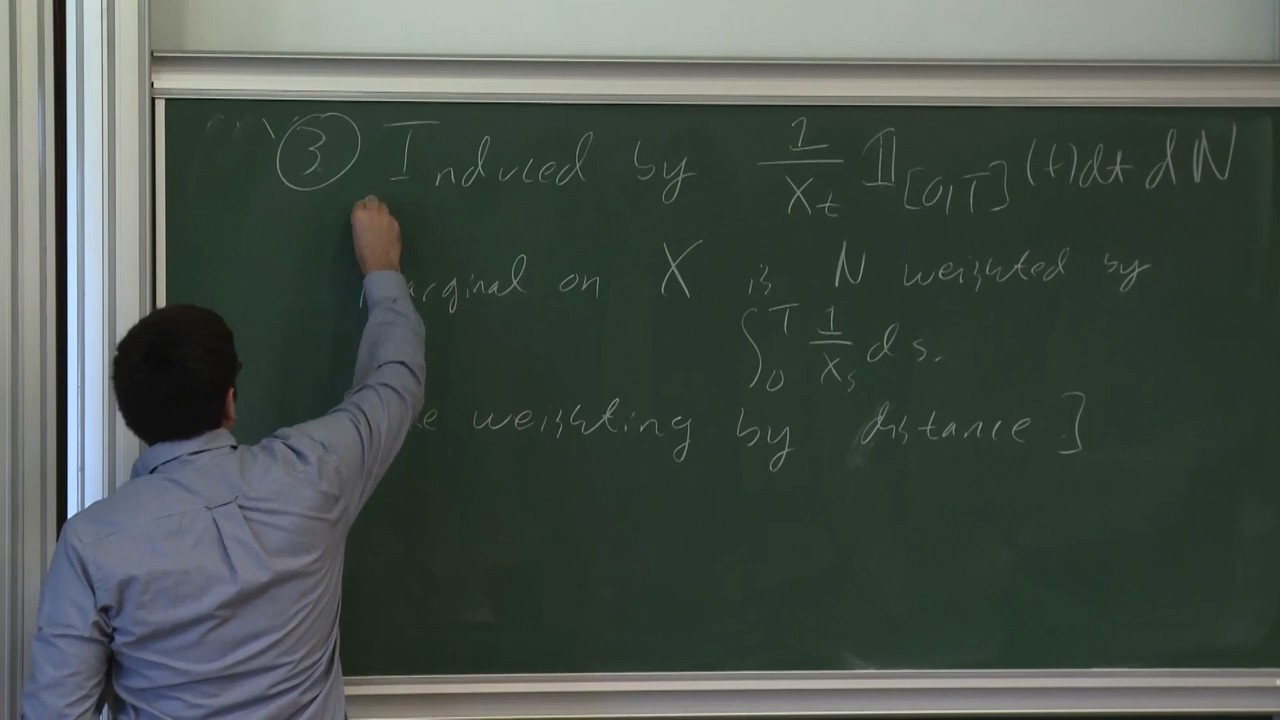 ③ Induced by 1/X_t 𝟙_[0,T] (t)dt dN
arginal on X is N weighted by
∫_0^T 1/X_s ds.
weighting by distance ]